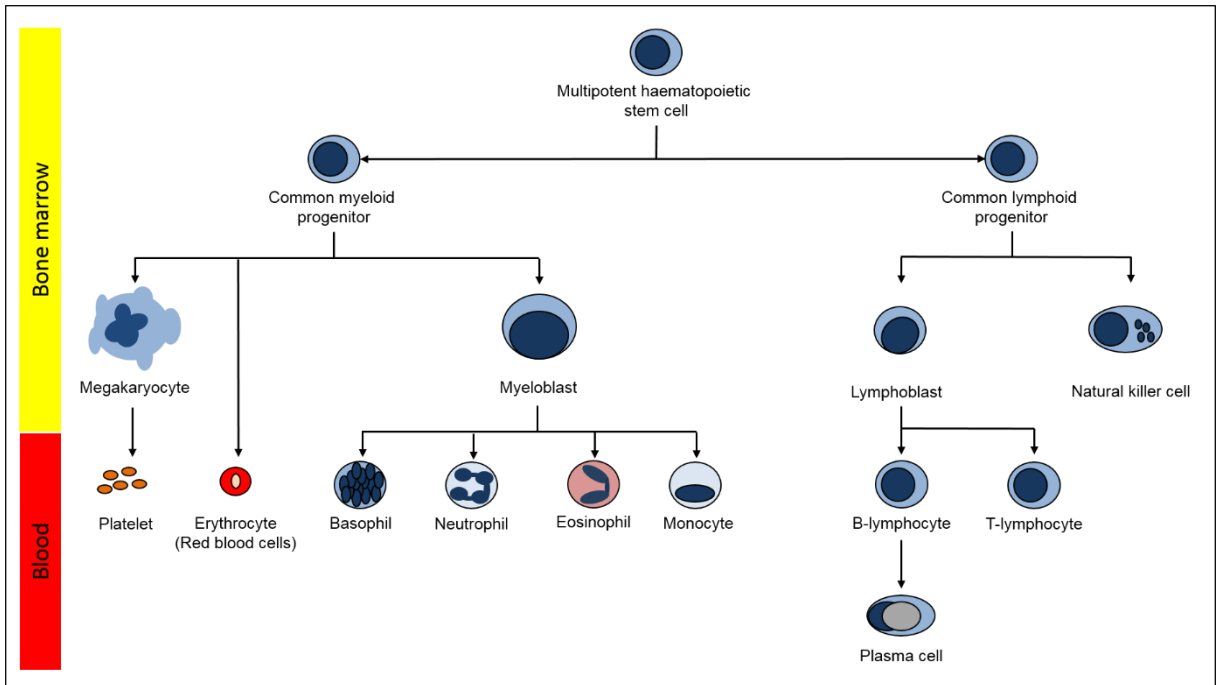 Bone marrow
Multipotent haematopoietic
stem cell
Common myeloid
progenitor
Common lymphoid
progenitor
Megakaryocyte
Myeloblast
Lymphoblast
Natural killer cell
Blood
Platelet
Erythrocyte
(Red blood cells)
Basophil
Neutrophil
Eosinophil
Monocyte
B-lymphocyte
T-lymphocyte
Plasma cell